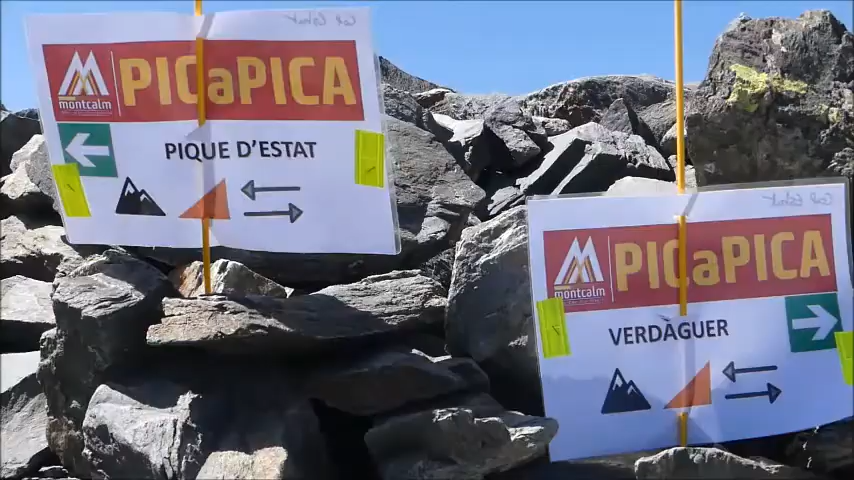 PICaPICA
montcalm
PIQUE D'ESTAT
PICaPICA
montcalm
VERDAGUER